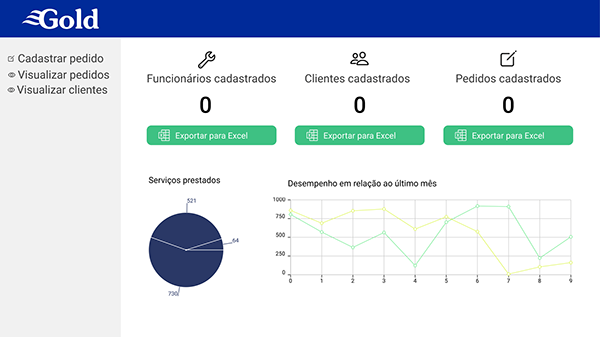 Gold
Cadastrar pedido
Visualizar pedidos
Visualizar clientes
Funcionários cadastrados
0
Exportar para Excel
Clientes cadastrados
0
Exportar para Excel
Pedidos cadastrados
0
Exportar para Excel
Serviços prestados
521
64
730
Desempenho em relação ao último mês
1000
750
500
250
0
0 1 2 3 4 5 6 7 8 9